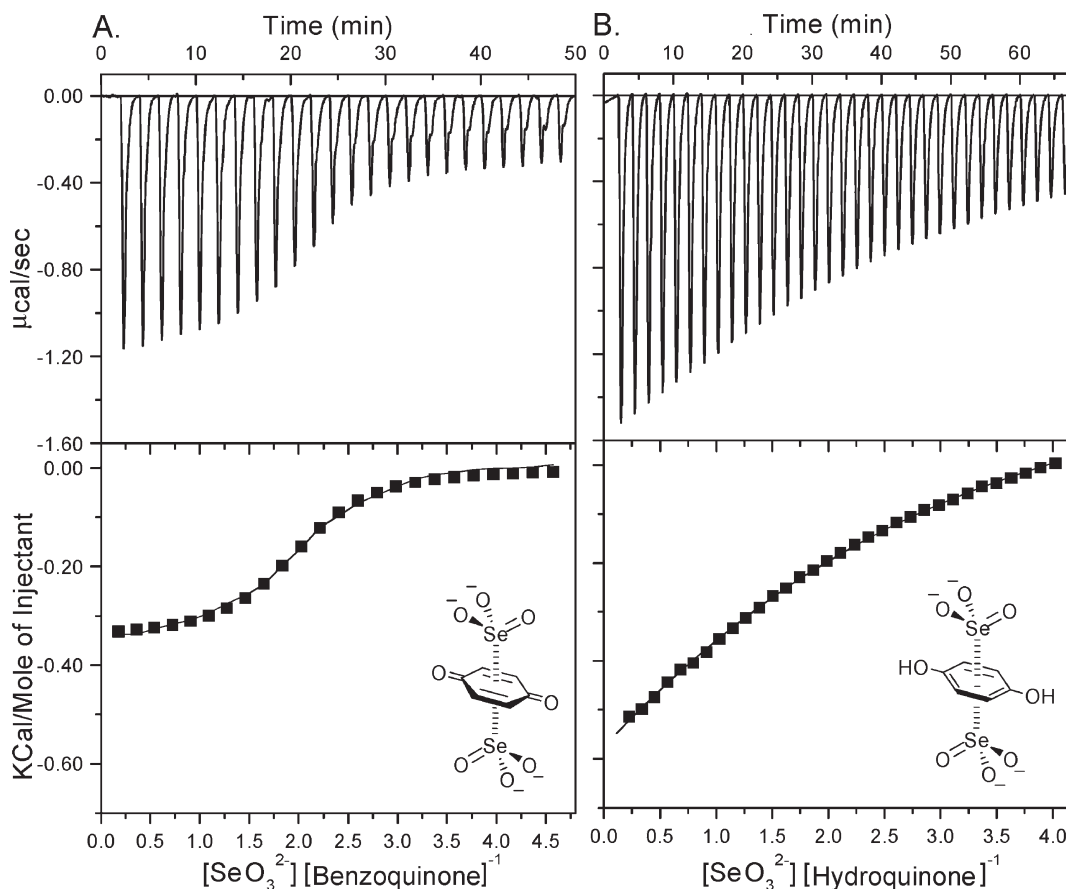 A.
Time (min)
0 10 20 30 40 50
0.00
-0.40
-0.80
-1.20
-1.60
µcal/sec
0.00
-0.20
-0.40
-0.60
KCal/Mole of Injectant
O
−
O
O
Se
O
O
Se
O
O
−
O
−
0.0 0.5 1.0 1.5 2.0 2.5 3.0 3.5 4.0 4.5
[SeO₃²⁻] [Benzoquinone]⁻¹
B.
Time (min)
0 10 20 30 40 50 60
O
−
O
−
O
Se
HO
OH
Se
O
O
−
O
−
0.0 0.5 1.0 1.5 2.0 2.5 3.0 3.5 4.0
[SeO₃²⁻] [Hydroquinone]⁻¹